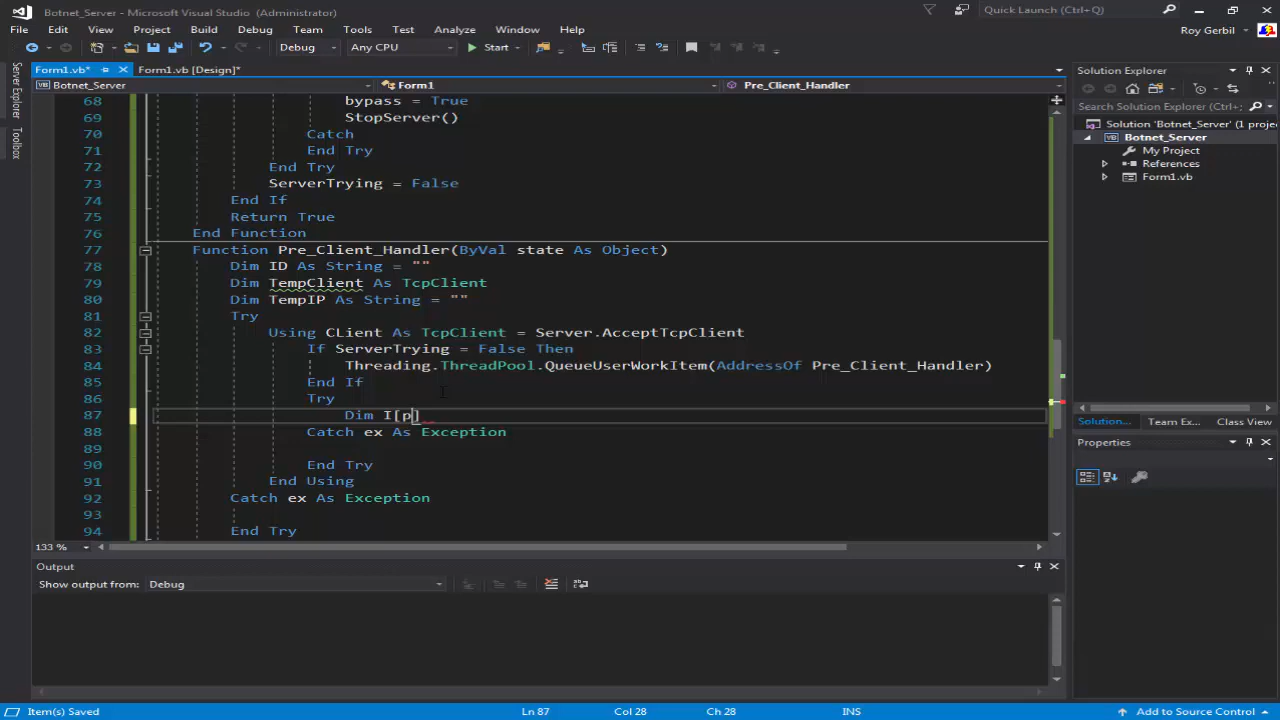 Botnet_Server - Microsoft Visual Studio (Administrator)
Quick Launch (Ctrl+Q)
File Edit View Project Build Debug Team Tools Test Analyze Window Help
Roy Gerbil
Debug Any CPU Start
Form1.vb* Form1.vb [Design]*
Botnet_Server Form1 Pre_Client_Handler
Server Explorer
Toolbox
68 bypass = True
69 StopServer()
70 Catch
71 End Try
72 End Try
73 ServerTrying = False
74 End If
75 Return True
76 End Function
77 Function Pre_Client_Handler(ByVal state As Object)
78 Dim ID As String = ""
79 Dim TempClient As TcpClient
80 Dim TempIP As String = ""
81 Try
82 Using CLient As TcpClient = Server.AcceptTcpClient
83 If ServerTrying = False Then
84 Threading.ThreadPool.QueueUserWorkItem(AddressOf Pre_Client_Handler)
85 End If
86 Try
87 Dim I[p]
88 Catch ex As Exception
89
90 End Try
91 End Using
92 Catch ex As Exception
93
94 End Try
133 %
Output
Show output from: Debug
Solution Explorer
Search Solution Explorer (Ctrl+;)
Solution 'Botnet_Server' (1 projec
Botnet_Server
My Project
References
Form1.vb
Solution... Team Ex... Class View
Properties
Item(s) Saved Ln 87 Col 28 Ch 28 INS Add to Source Control